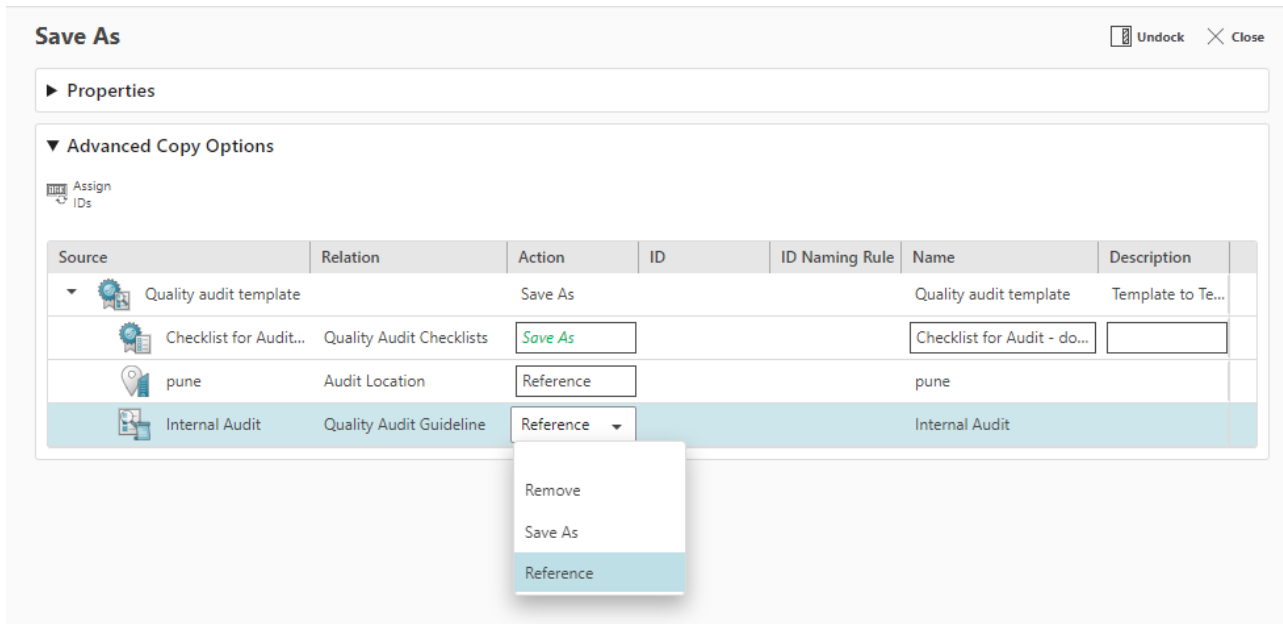 Save As
Undock
Close
Properties
Advanced Copy Options
Assign
IDs
Source Relation Action ID ID Naming Rule Name Description
Quality audit template Save As Quality audit template Template to Te...
Checklist for Audit... Quality Audit Checklists Save As Checklist for Audit - do...
pune Audit Location Reference pune
Internal Audit Quality Audit Guideline Reference Internal Audit
Remove
Save As
Reference